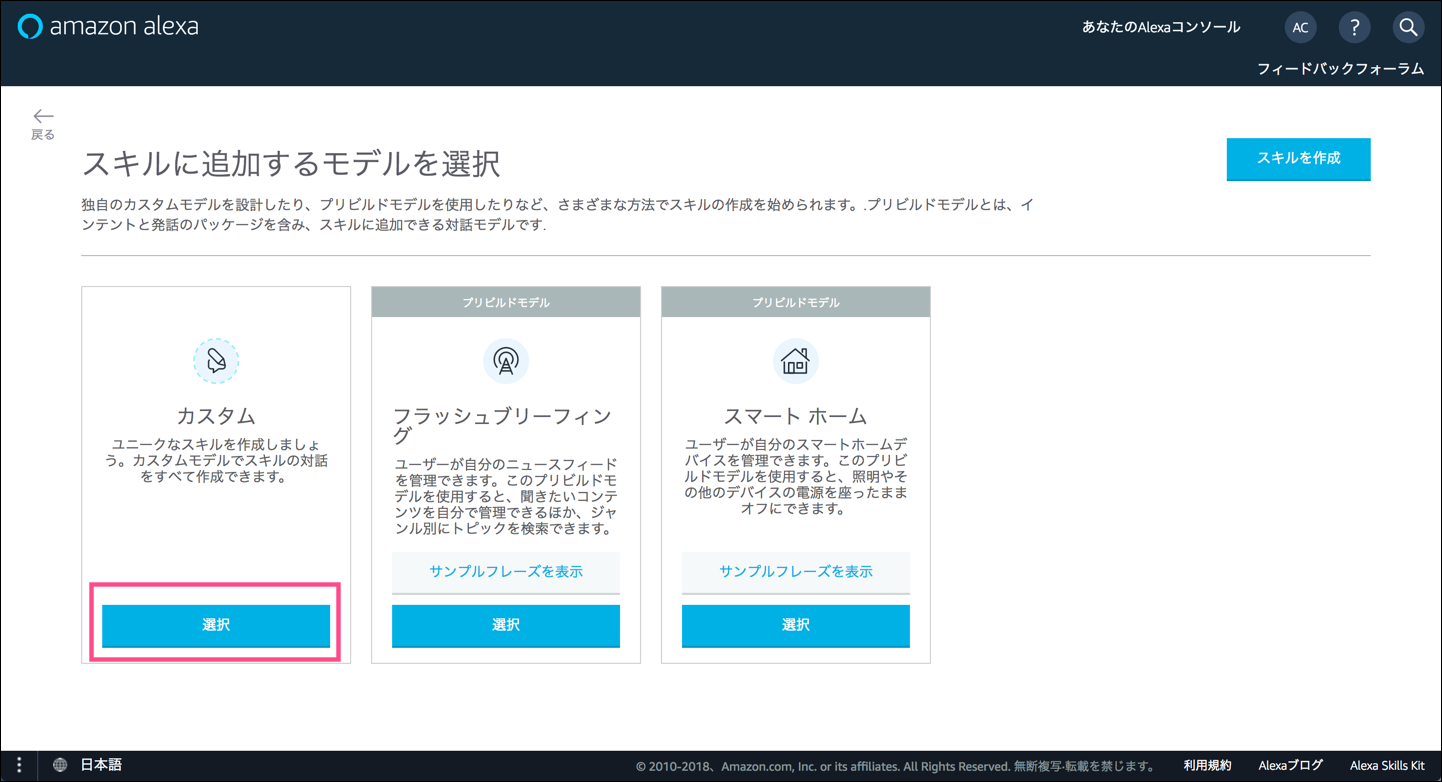 amazon alexa
あなたのAlexaコンソール
AC
?
フィードバックフォーラム
戻る
スキルに追加するモデルを選択
スキルを作成
独自のカスタムモデルを設計したり、プリビルドモデルを使用したりなど、さまざまな方法でスキルの作成を始められます。.プリビルドモデルとは、イ
ンテントと発話のパッケージを含み、スキルに追加できる対話モデルです.
カスタム
ユニークなスキルを作成しましょ
う。カスタムモデルでスキルの対話
をすべて作成できます。
選択
プリビルドモデル
フラッシュブリーフィン
グ
ユーザーが自分のニュースフィード
を管理できます。このプリビルドモ
デルを使用すると、聞きたいコンテ
ンツを自分で管理できるほか、ジャ
ンル別にトピックを検索できます。
サンプルフレーズを表示
選択
プリビルドモデル
スマート ホーム
ユーザーが自分のスマートホームデ
バイスを管理できます。このプリビ
ルドモデルを使用すると、照明やそ
の他のデバイスの電源を座ったまま
オフにできます。
サンプルフレーズを表示
選択
日本語
© 2010-2018、Amazon.com, Inc. or its affiliates. All Rights Reserved. 無断複写·転載を禁じます。
利用規約
Alexaブログ
Alexa Skills Kit